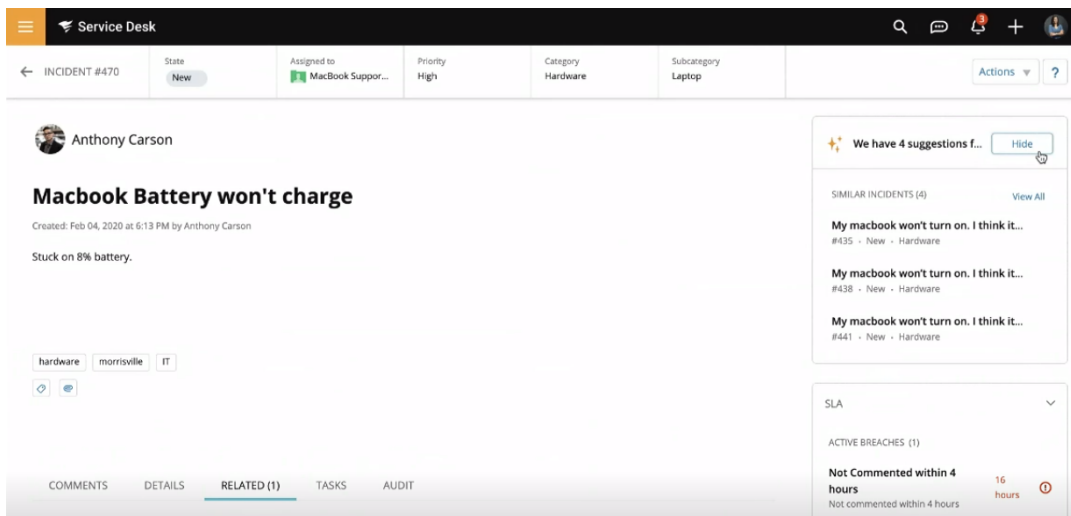 Service Desk
3
INCIDENT #470
State
New
Assigned to
MacBook Suppor...
Priority
High
Category
Hardware
Subcategory
Laptop
Actions
?
Anthony Carson
Macbook Battery won't charge
Created: Feb 04, 2020 at 6:13 PM by Anthony Carson
Stuck on 8% battery.
hardware
morrisville
IT
COMMENTS
DETAILS
RELATED (1)
TASKS
AUDIT
We have 4 suggestions f...
Hide
SIMILAR INCIDENTS (4)
View All
My macbook won't turn on. I think it...
#435 - New - Hardware
My macbook won't turn on. I think it...
#438 - New - Hardware
My macbook won't turn on. I think it...
#441 - New - Hardware
SLA
ACTIVE BREACHES (1)
Not Commented within 4
hours
Not commented within 4 hours
16
hours